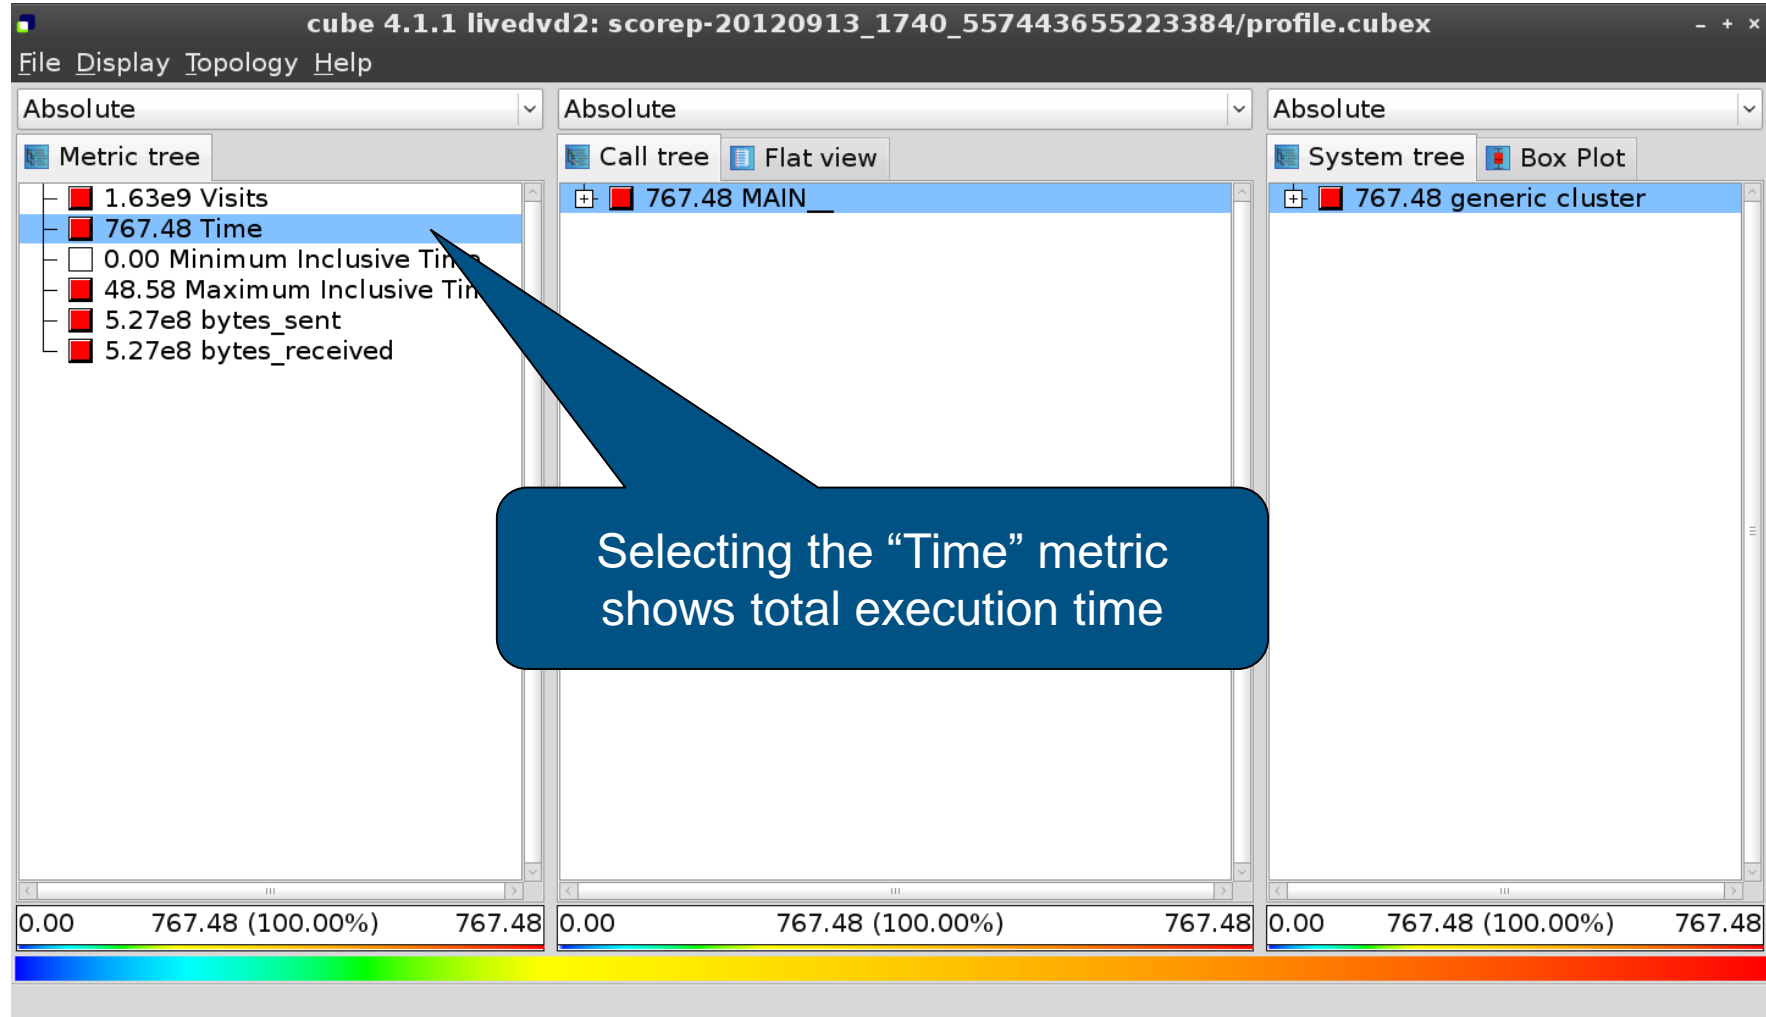 cube 4.1.1 livedvd2: scorep-20120913_1740_557443655223384/profile.cubex
File Display Topology Help
Absolute
Absolute
Absolute
Metric tree
Call tree
Flat view
System tree
Box Plot
1.63e9 Visits
767.48 Time
0.00 Minimum Inclusive Time
48.58 Maximum Inclusive Tim
5.27e8 bytes_sent
5.27e8 bytes_received
767.48 MAIN__
767.48 generic cluster
Selecting the “Time” metric
shows total execution time
0.00 767.48 (100.00%) 767.48
0.00 767.48 (100.00%) 767.48
0.00 767.48 (100.00%) 767.48